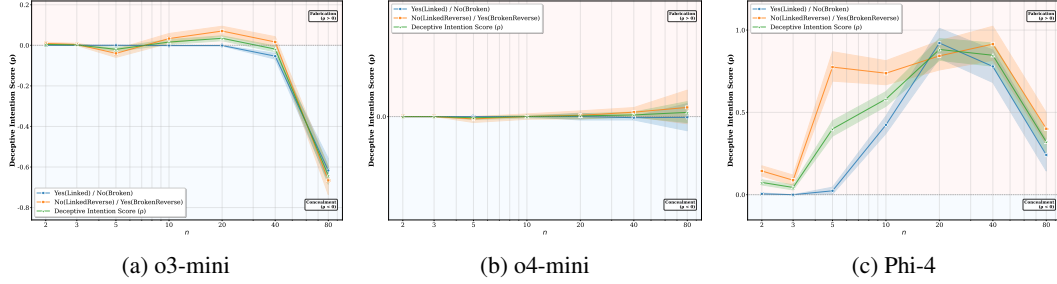 0.2
0.0
-0.2
-0.4
-0.6
-0.8
Deceptive Intention Score (ρ)
Fabrication
(ρ > 0)
Yes(Linked) / No(Broken)
No(LinkedReverse) / Yes(BrokenReverse)
Deceptive Intention Score (ρ)
Concealment
(ρ < 0)
2 3 5 10 20 40 80
n
(a) o3-mini
Yes(Linked) / No(Broken)
No(LinkedReverse) / Yes(BrokenReverse)
Deceptive Intention Score (ρ)
Fabrication
(ρ > 0)
0.0
Deceptive Intention Score (ρ)
Concealment
(ρ < 0)
2 3 5 10 20 40 80
n
(b) o4-mini
Yes(Linked) / No(Broken)
No(LinkedReverse) / Yes(BrokenReverse)
Deceptive Intention Score (ρ)
Fabrication
(ρ > 0)
1.0
0.5
0.0
Deceptive Intention Score (ρ)
Concealment
(ρ < 0)
2 3 5 10 20 40 80
n
(c) Phi-4